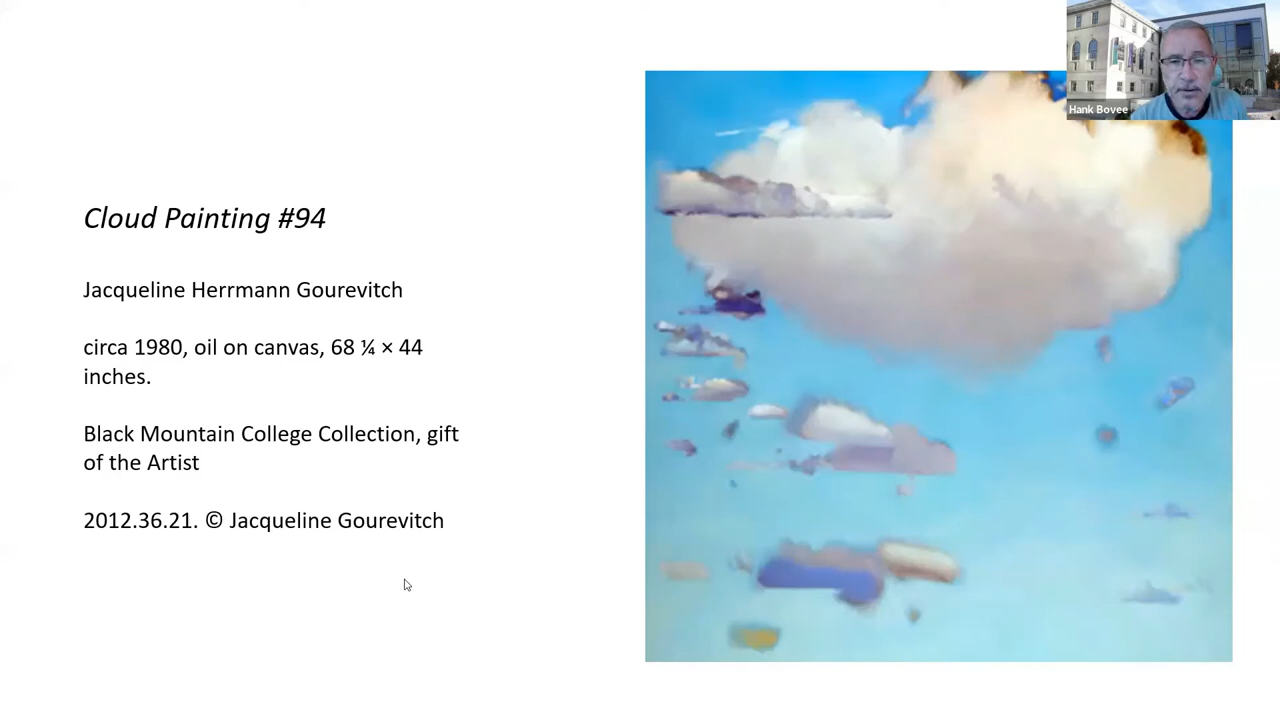 Hank Bovee
Cloud Painting #94
Jacqueline Herrmann Gourevitch
circa 1980, oil on canvas, 68 ¼ × 44
inches.
Black Mountain College Collection, gift
of the Artist
2012.36.21. © Jacqueline Gourevitch